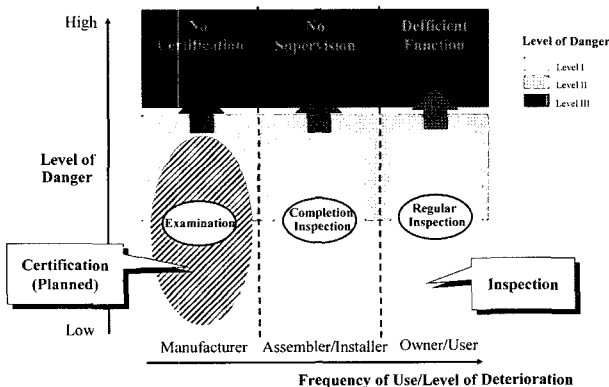 High
No
Certification
No
Supervision
Defficient
Function
Level of Danger
Level I
Level II
Level III
Level of
Danger
Examination
Completion
Inspection
Regular
Inspection
Certification
(Planned)
Inspection
Low
Manufacturer
Assembler/Installer
Owner/User
Frequency of Use/Level of Deterioration